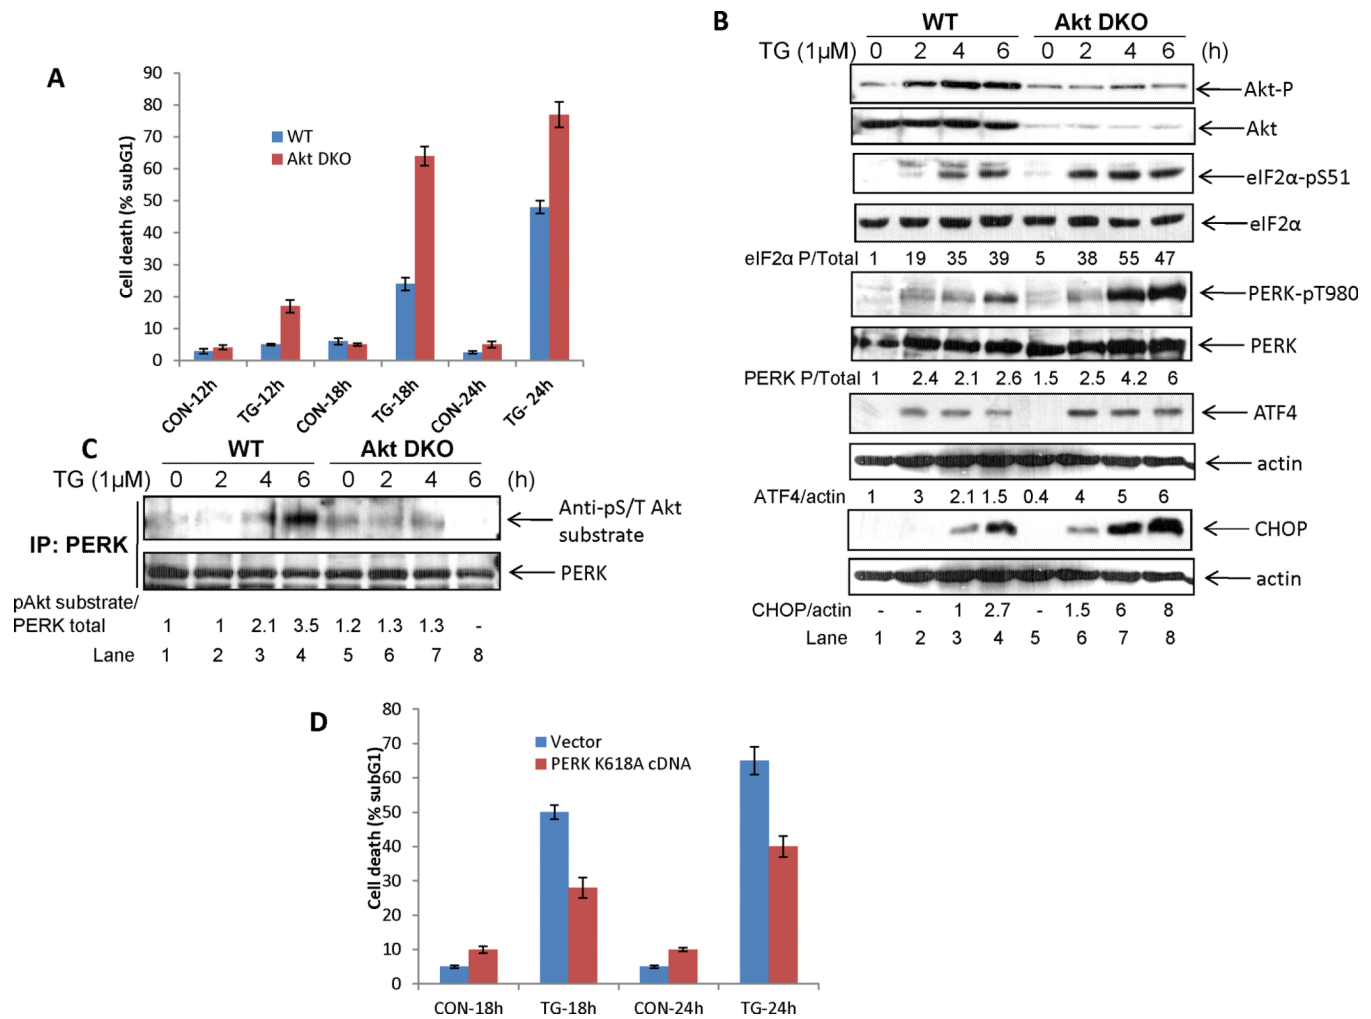 A
90
80
70
60
50
40
30
20
10
0
Cell death (% subG1)
WT
Akt DKO
CON-12h
TG-12h
CON-18h
TG-18h
CON-24h
TG- 24h
B
WT Akt DKO
TG (1µM) 0 2 4 6 0 2 4 6 (h)
Akt-P
Akt
eIF2α-pS51
eIF2α
eIF2α P/Total 1 19 35 39 5 38 55 47
PERK-pT980
PERK
PERK P/Total 1 2.4 2.1 2.6 1.5 2.5 4.2 6
ATF4
actin
ATF4/actin 1 3 2.1 1.5 0.4 4 5 6
CHOP
actin
CHOP/actin - - 1 2.7 - 1.5 6 8
Lane 1 2 3 4 5 6 7 8
C
WT Akt DKO
TG (1µM) 0 2 4 6 0 2 4 6 (h)
Anti-pS/T Akt
substrate
IP: PERK
PERK
pAkt substrate/
PERK total 1 1 2.1 3.5 1.2 1.3 1.3 -
Lane 1 2 3 4 5 6 7 8
D
80
70
60
50
40
30
20
10
0
Cell death (% subG1)
Vector
PERK K618A cDNA
CON-18h TG-18h CON-24h TG-24h